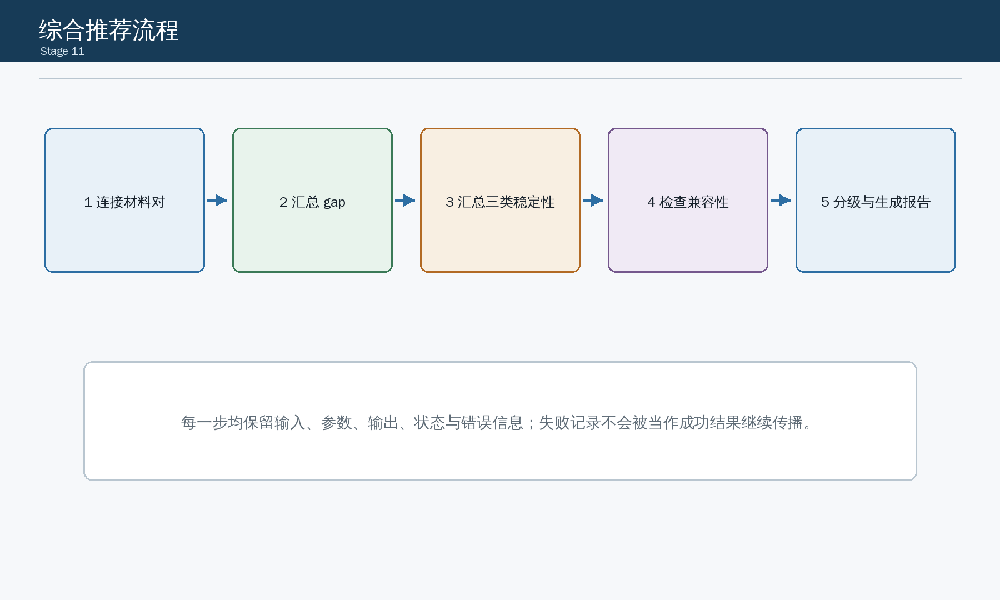 综合推荐流程
Stage 11
1 连接材料对
2 汇总 gap
3 汇总三类稳定性
4 检查兼容性
5 分级与生成报告
每一步均保留输入、参数、输出、状态与错误信息；失败记录不会被当作成功结果继续传播。